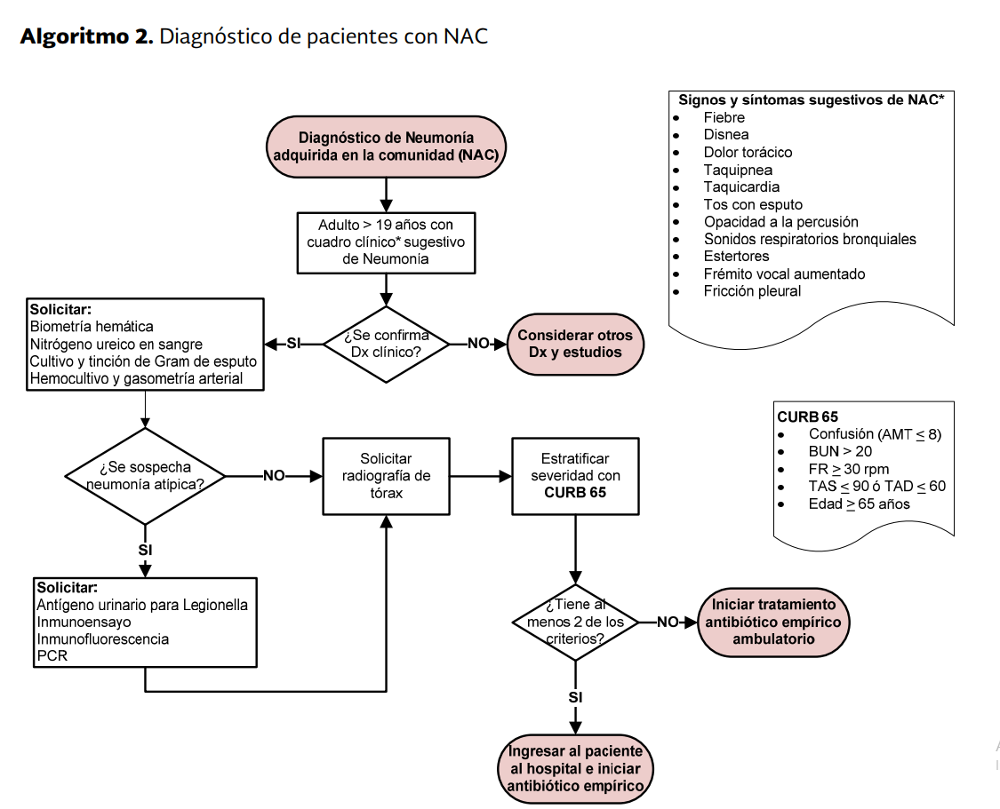 Algoritmo 2. Diagnóstico de pacientes con NAC
Signos y síntomas sugestivos de NAC*
• Fiebre
• Disnea
• Dolor torácico
• Taquipnea
• Taquicardia
• Tos con esputo
• Opacidad a la percusión
• Sonidos respiratorios bronquiales
• Estertores
• Frémito vocal aumentado
• Fricción pleural
Diagnóstico de Neumonía
adquirida en la comunidad (NAC)
Adulto > 19 años con
cuadro clínico* sugestivo
de Neumonía
¿Se confirma
Dx clínico?
SI
NO
Considerar otros
Dx y estudios
Solicitar:
Biometría hemática
Nitrógeno ureico en sangre
Cultivo y tinción de Gram de esputo
Hemocultivo y gasometría arterial
¿Se sospecha
neumonía atípica?
NO
SI
Solicitar:
Antígeno urinario para Legionella
Inmunoensayo
Inmunofluorescencia
PCR
Solicitar
radiografía de
tórax
Estratificar
severidad con
CURB 65
CURB 65
• Confusión (AMT ≤ 8)
• BUN > 20
• FR ≥ 30 rpm
• TAS ≤ 90 ó TAD ≤ 60
• Edad ≥ 65 años
¿Tiene al
menos 2 de los
criterios?
NO
Iniciar tratamiento
antibiótico empírico
ambulatorio
SI
Ingresar al paciente
al hospital e iniciar
antibiótico empírico